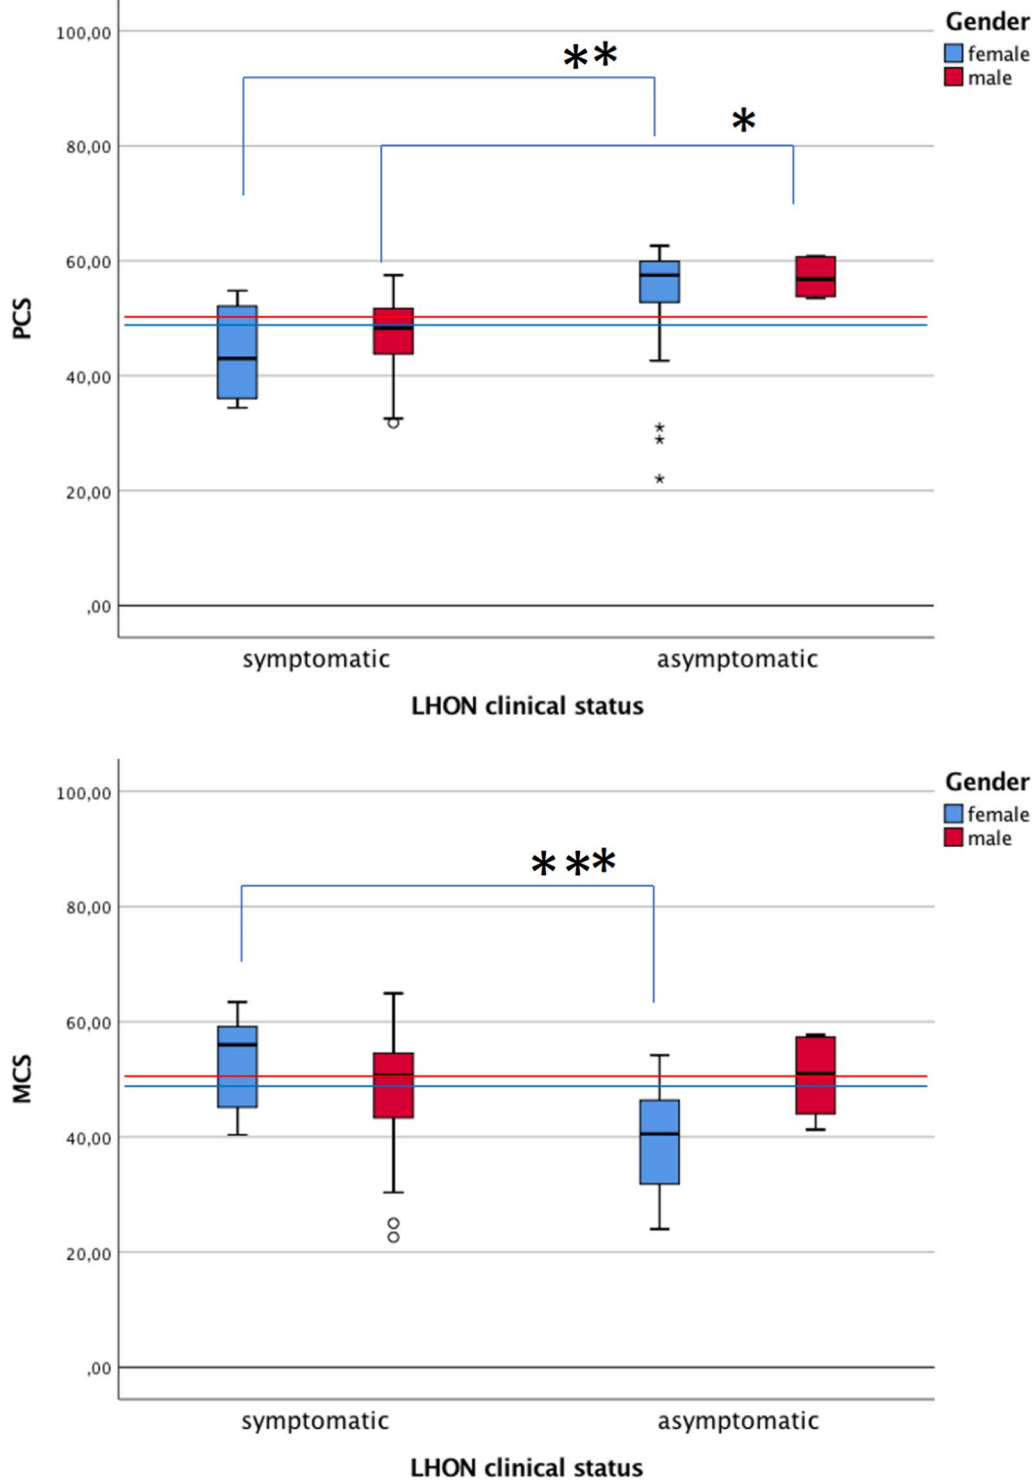 Gender
female
male
100,00
80,00
60,00
40,00
20,00
,00
PCS
**
*
symptomatic
asymptomatic
LHON clinical status
Gender
female
male
100,00
80,00
60,00
40,00
20,00
,00
MCS
***
symptomatic
asymptomatic
LHON clinical status